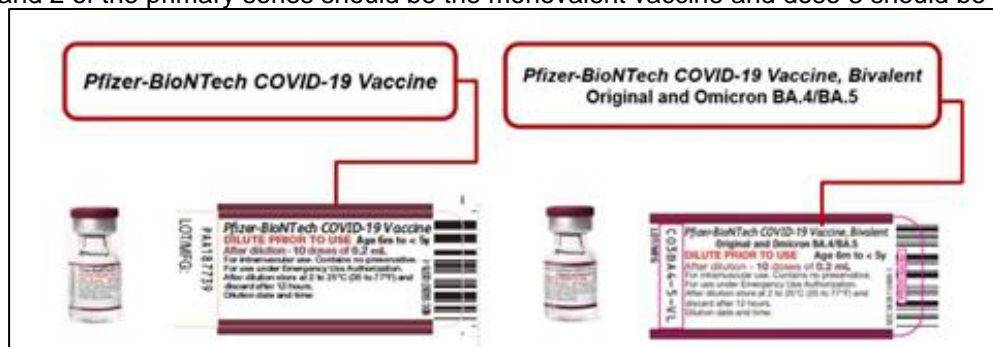 and 2 of the primary series should be the monovalent vaccine and dose 3 should be
Pfizer-BioNTech COVID-19 Vaccine
Pfizer-BioNTech COVID-19 Vaccine, Bivalent
Original and Omicron BA.4/BA.5
LOT/MFG:
PAA187739
Pfizer-BioNTech COVID-19 Vaccine
DILUTE PRIOR TO USE Age 6m to < 5y
After dilution - 10 doses of 0.2 mL
For intramuscular use. Contains no preservative.
For use under Emergency Use Authorization.
After dilution store at 2 to 25°C (35 to 77°F) and
discard after 12 hours.
Dilution date and time:
LOT/MFG:
Pfizer-BioNTech COVID-19 Vaccine, Bivalent
Original and Omicron BA.4/BA.5
DILUTE PRIOR TO USE Age 6m to < 5y
After dilution - 10 doses of 0.2 mL
For intramuscular use. Contains no preservative.
For use under Emergency Use Authorization.
After dilution store at 2 to 25°C (35 to 77°F) and
discard after 12 hours.
Dilution date and time: